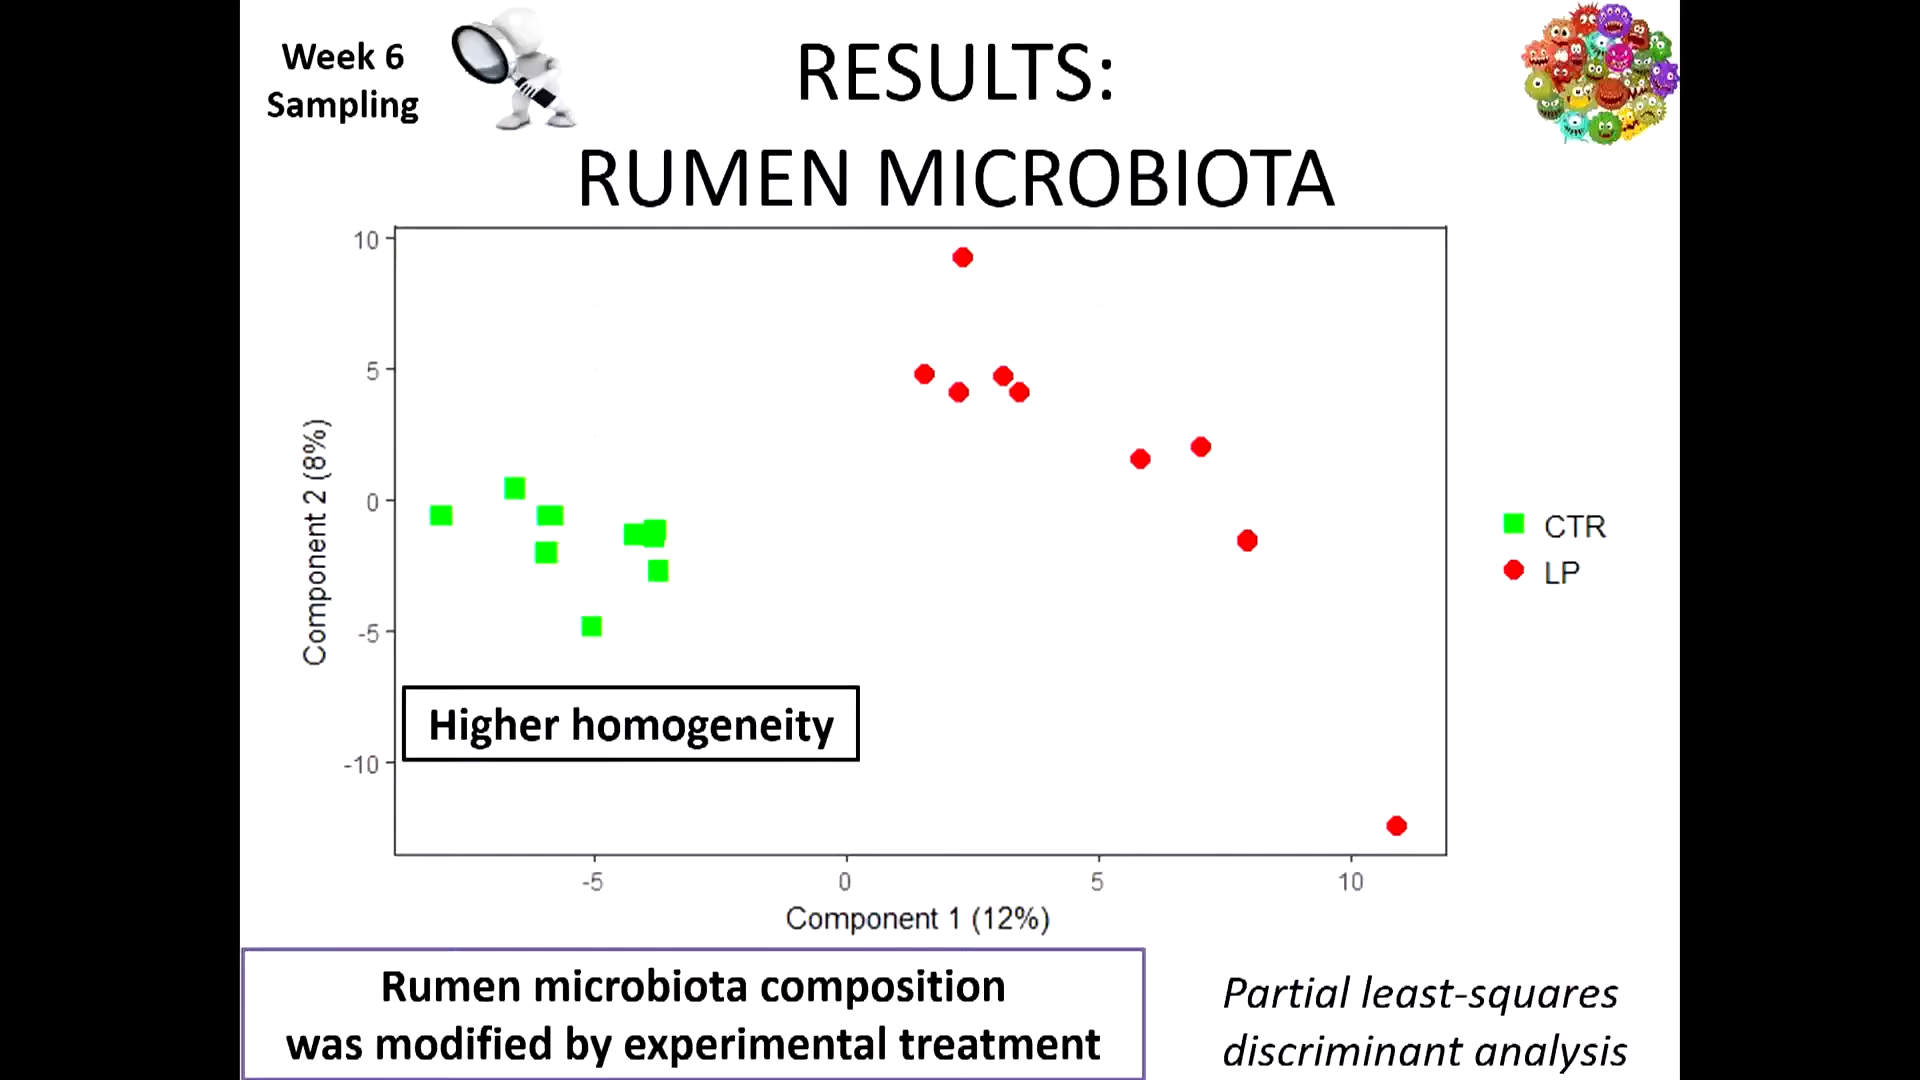 Week 6
Sampling
RESULTS:
RUMEN MICROBIOTA
10
5
0
-5
-10
Component 2 (8%)
CTR
LP
Higher homogeneity
-5
0
5
10
Component 1 (12%)
Rumen microbiota composition
was modified by experimental treatment
Partial least-squares
discriminant analysis